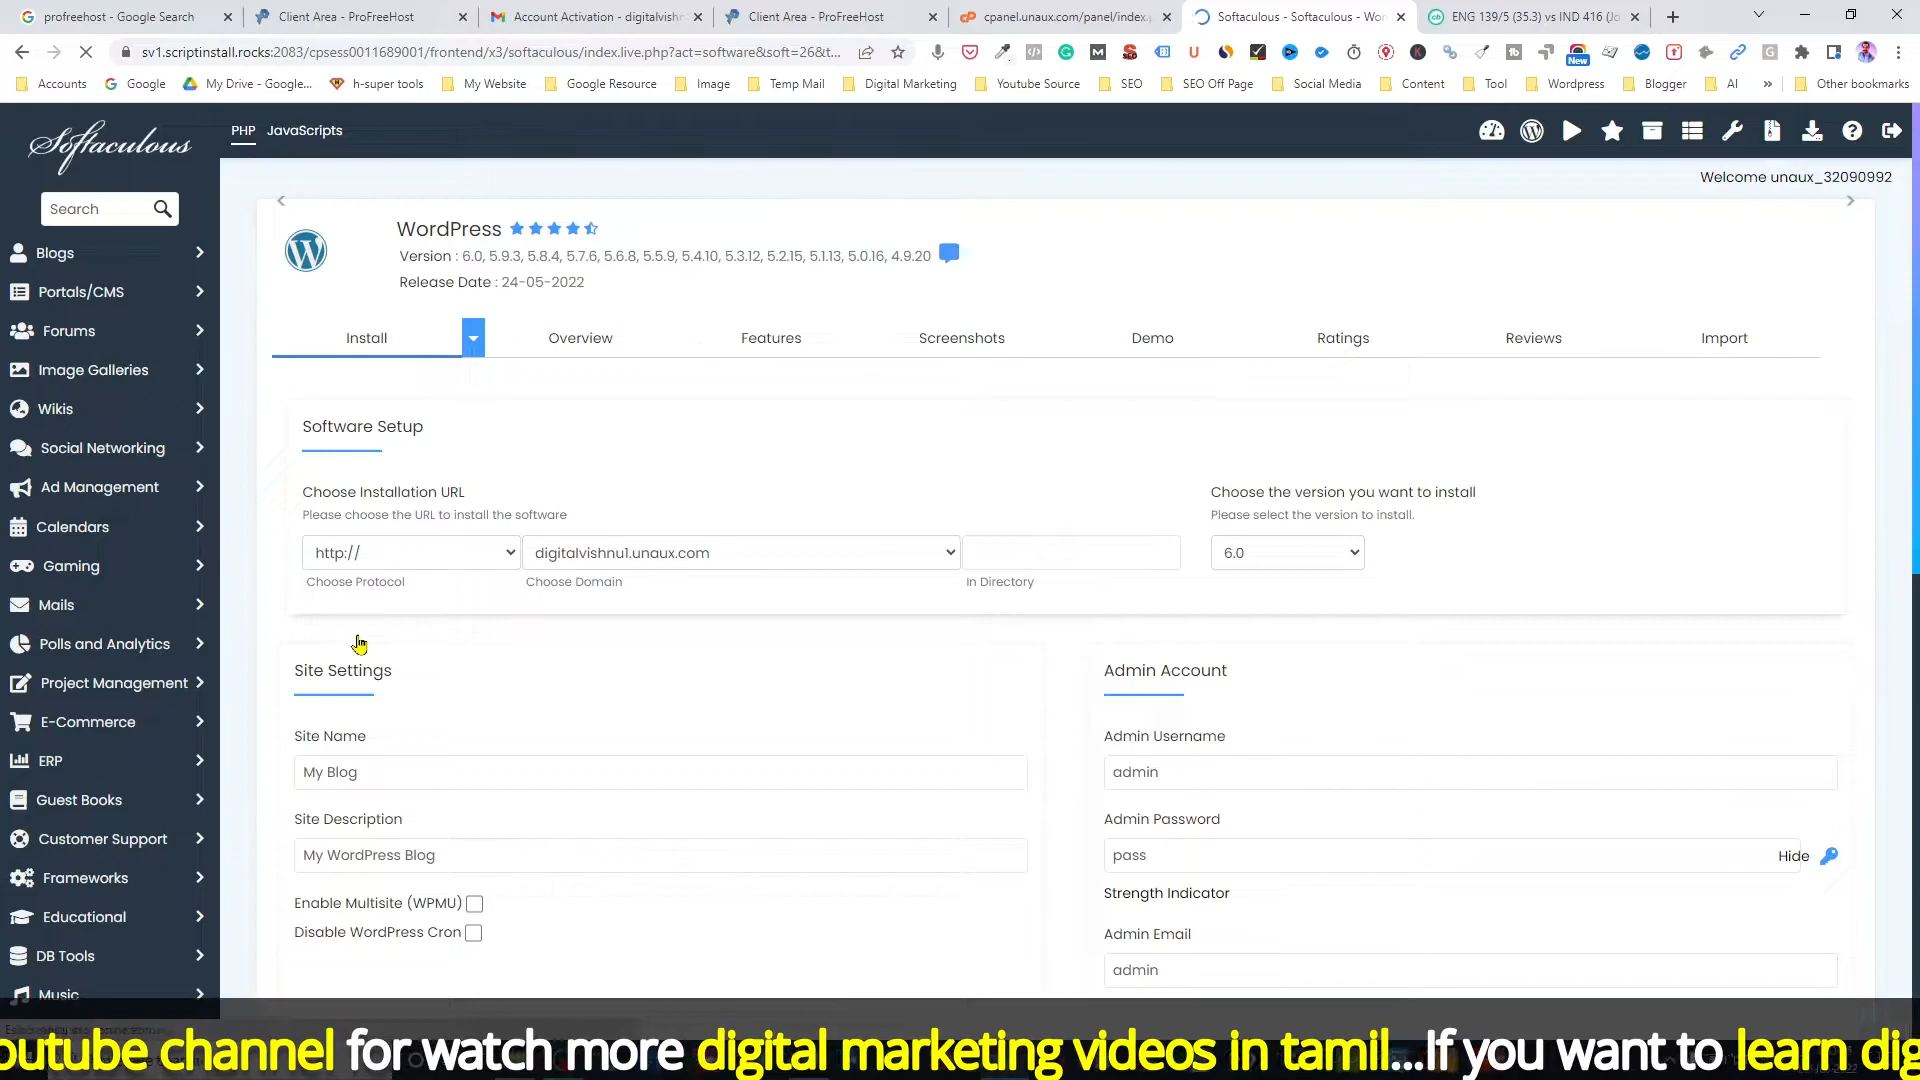 profreehost - Google Search
Client Area - ProFreeHost
Account Activation - digitalvishn
Client Area - ProFreeHost
cpanel.unaux.com/panel/index.
Softaculous - Softaculous - Wor
ENG 139/5 (35.3) vs IND 416 (Jo
sv1.scriptinstall.rocks:2083/cpsess0011689001/frontend/x3/softaculous/index.live.php?act=software&soft=26&t...
New
Accounts
Google
My Drive - Google...
h-super tools
My Website
Google Resource
Image
Temp Mail
Digital Marketing
Youtube Source
SEO
SEO Off Page
Social Media
Content
Tool
Wordpress
Blogger
AI
»
Other bookmarks
Softaculous
PHP
JavaScripts
Welcome unaux_32090992
Search
Blogs
Portals/CMS
Forums
Image Galleries
Wikis
Social Networking
Ad Management
Calendars
Gaming
Mails
Polls and Analytics
Project Management
E-Commerce
ERP
Guest Books
Customer Support
Frameworks
Educational
DB Tools
Music
WordPress
Version : 6.0, 5.9.3, 5.8.4, 5.7.6, 5.6.8, 5.5.9, 5.4.10, 5.3.12, 5.2.15, 5.1.13, 5.0.16, 4.9.20
Release Date : 24-05-2022
Install
Overview
Features
Screenshots
Demo
Ratings
Reviews
Import
Software Setup
Choose Installation URL
Please choose the URL to install the software
http://
digitalvishnu1.unaux.com
Choose Protocol
Choose Domain
In Directory
Choose the version you want to install
Please select the version to install.
6.0
Site Settings
Site Name
My Blog
Site Description
My WordPress Blog
Enable Multisite (WPMU)
Disable WordPress Cron
Admin Account
Admin Username
admin
Admin Password
pass
Hide
Strength Indicator
Admin Email
admin
outube channel for watch more digital marketing videos in tamil...If you want to learn dig